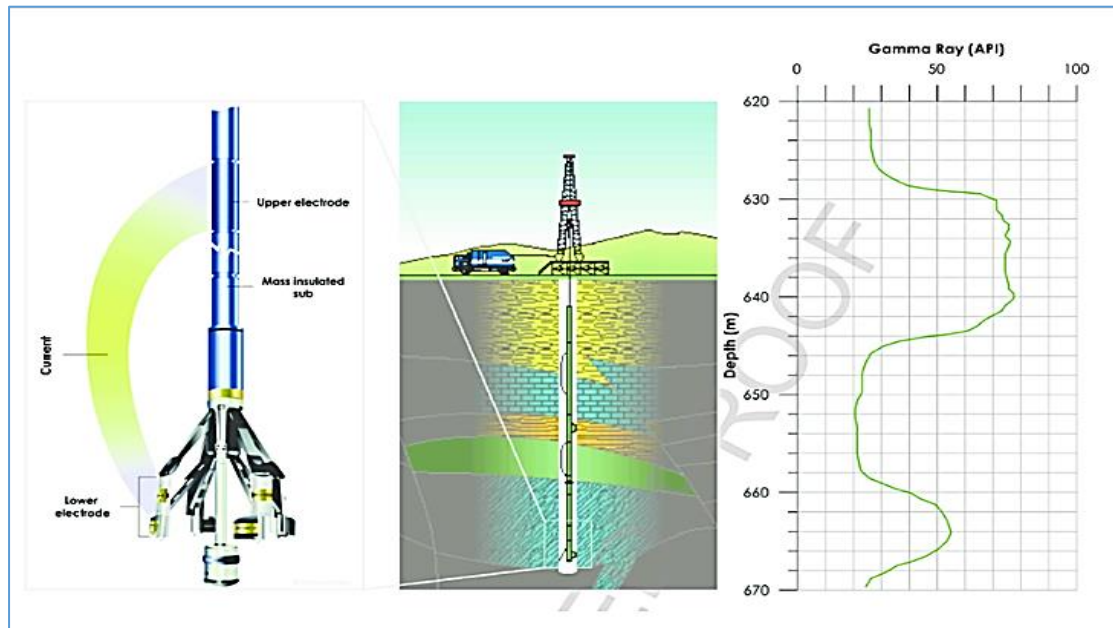 Upper electrode
Mass insulated
sub
Current
Lower
electrode
Gamma Ray (API)
0 50 100
Depth (m)
620
630
640
650
660
670
PROOF